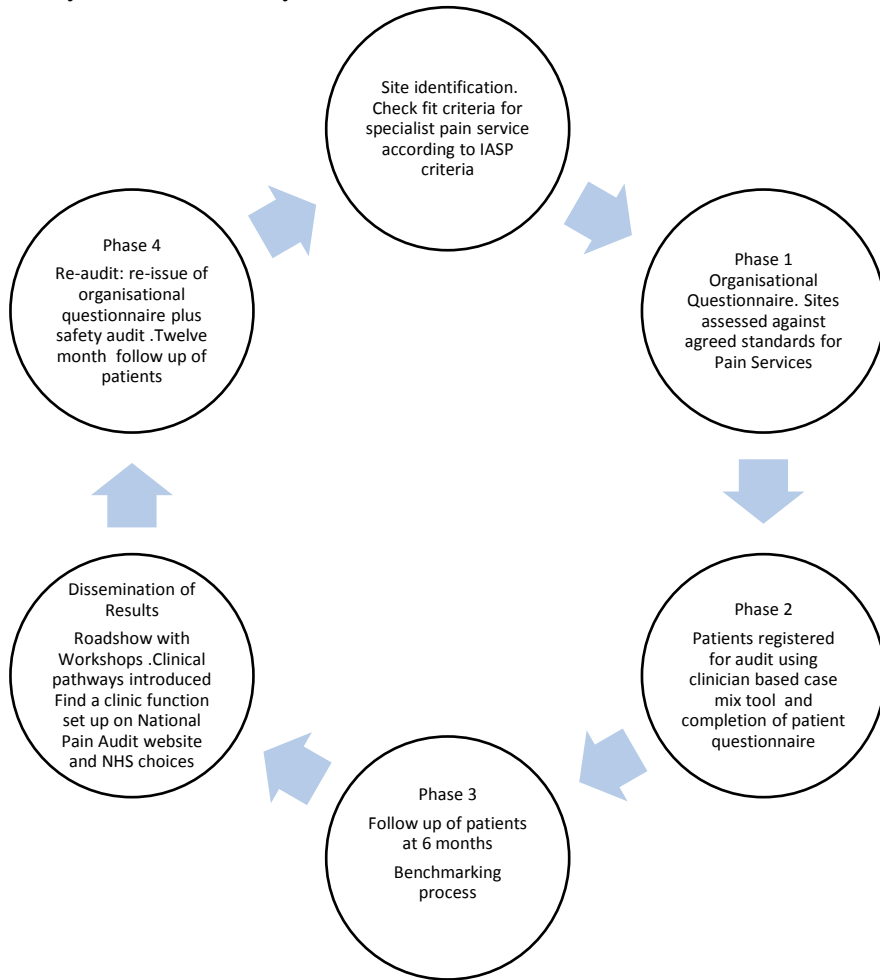 Site identification.
Check fit criteria for
specialist pain service
according to IASP
criteria
Phase 1
Organisational
Questionnaire. Sites
assessed against
agreed standards for
Pain Services
Phase 2
Patients registered
for audit using
clinician based case
mix tool and
completion of patient
questionnaire
Phase 3
Follow up of patients
at 6 months
Benchmarking
process
Dissemination of
Results
Roadshow with
Workshops .Clinical
pathways introduced
Find a clinic function
set up on National
Pain Audit website
and NHS choices
Phase 4
Re-audit: re-issue of
organisational
questionnaire plus
safety audit .Twelve
month follow up of
patients